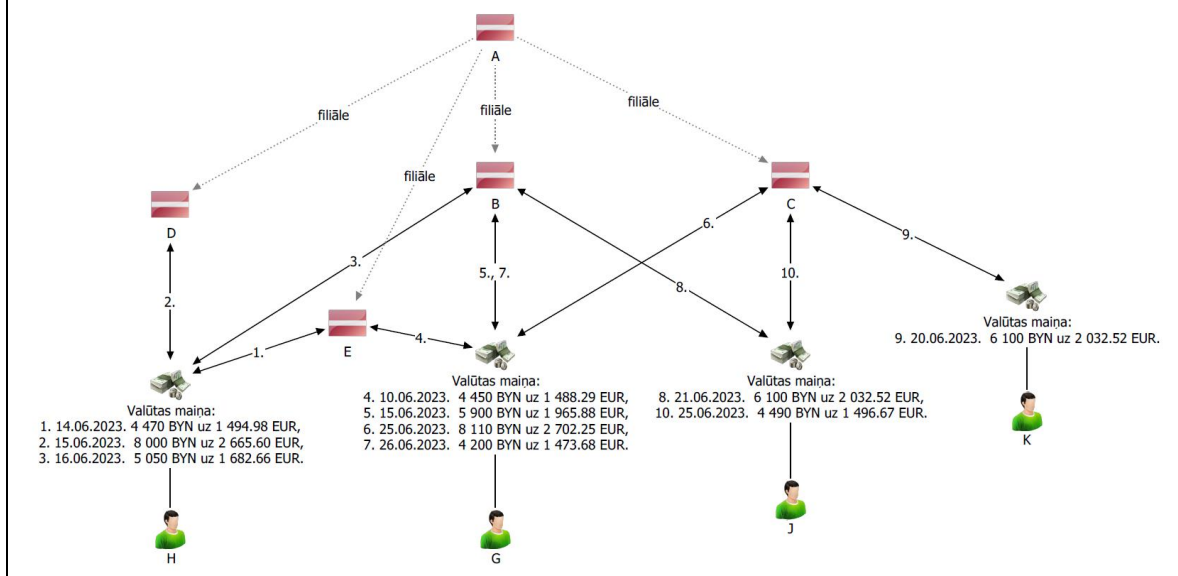 A
filiāle
filiāle
filiāle
filiāle
D
B
C
E
1.
2.
3.
4.
5., 7.
6.
8.
10.
9.
Valūtas maiņa:
1. 14.06.2023. 4 470 BYN uz 1 494.98 EUR,
2. 15.06.2023. 8 000 BYN uz 2 665.60 EUR,
3. 16.06.2023. 5 050 BYN uz 1 682.66 EUR.
H
Valūtas maiņa:
4. 10.06.2023. 4 450 BYN uz 1 488.29 EUR,
5. 15.06.2023. 5 900 BYN uz 1 965.88 EUR,
6. 25.06.2023. 8 110 BYN uz 2 702.25 EUR,
7. 26.06.2023. 4 200 BYN uz 1 473.68 EUR.
G
Valūtas maiņa:
8. 21.06.2023. 6 100 BYN uz 2 032.52 EUR,
10. 25.06.2023. 4 490 BYN uz 1 496.67 EUR.
J
Valūtas maiņa:
9. 20.06.2023. 6 100 BYN uz 2 032.52 EUR.
K